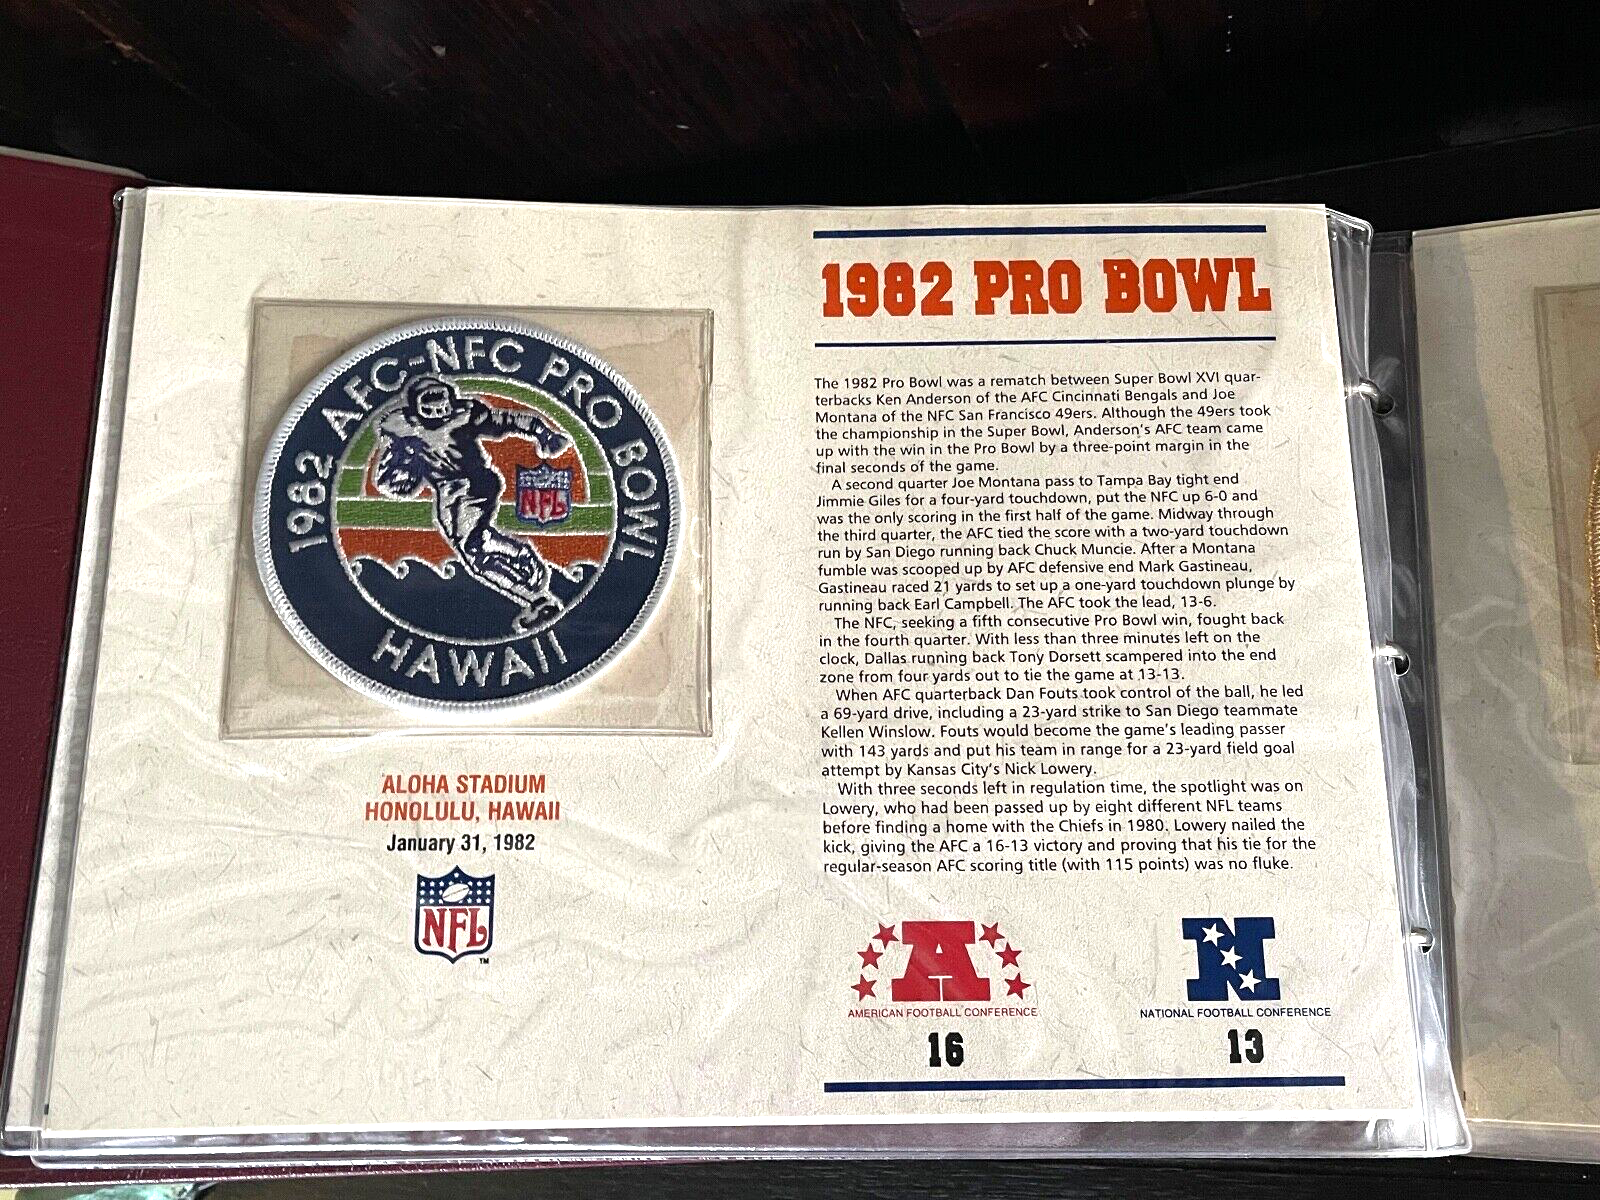 1982 AFC-NFC PRO BOWL
NFL
HAWAII
ALOHA STADIUM
HONOLULU, HAWAII
January 31, 1982
NFL
TM
1982 PRO BOWL
The 1982 Pro Bowl was a rematch between Super Bowl XVI quar-
terbacks Ken Anderson of the AFC Cincinnati Bengals and Joe
Montana of the NFC San Francisco 49ers. Although the 49ers took
the championship in the Super Bowl, Anderson's AFC team came
up with the win in the Pro Bowl by a three-point margin in the
final seconds of the game.
A second quarter Joe Montana pass to Tampa Bay tight end
Jimmie Giles for a four-yard touchdown, put the NFC up 6-0 and
was the only scoring in the first half of the game. Midway through
the third quarter, the AFC tied the score with a two-yard touchdown
run by San Diego running back Chuck Muncie. After a Montana
fumble was scooped up by AFC defensive end Mark Gastineau,
Gastineau raced 21 yards to set up a one-yard touchdown plunge by
running back Earl Campbell. The AFC took the lead, 13-6.
The NFC, seeking a fifth consecutive Pro Bowl win, fought back
in the fourth quarter. With less than three minutes left on the
clock, Dallas running back Tony Dorsett scampered into the end
zone from four yards out to tie the game at 13-13.
When AFC quarterback Dan Fouts took control of the ball, he led
a 69-yard drive, including a 23-yard strike to San Diego teammate
Kellen Winslow. Fouts would become the game's leading passer
with 143 yards and put his team in range for a 23-yard field goal
attempt by Kansas City's Nick Lowery.
With three seconds left in regulation time, the spotlight was on
Lowery, who had been passed up by eight different NFL teams
before finding a home with the Chiefs in 1980. Lowery nailed the
kick, giving the AFC a 16-13 victory and proving that his tie for the
regular-season AFC scoring title (with 115 points) was no fluke.
A
AMERICAN FOOTBALL CONFERENCE
16
N
NATIONAL FOOTBALL CONFERENCE
13